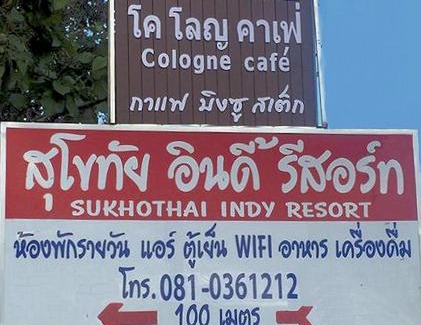 โค โลญ คาเฟ่
Cologne café
กาแฟ บิงซู สเต็ก
สุโขทัย อินดี้ รีสอร์ท
SUKHOTHAI INDY RESORT
ห้องพักรายวัน แอร์ ตู้เย็น WIFI อาหาร เครื่องดื่ม
โทร. 081-0361212
100 เมตร